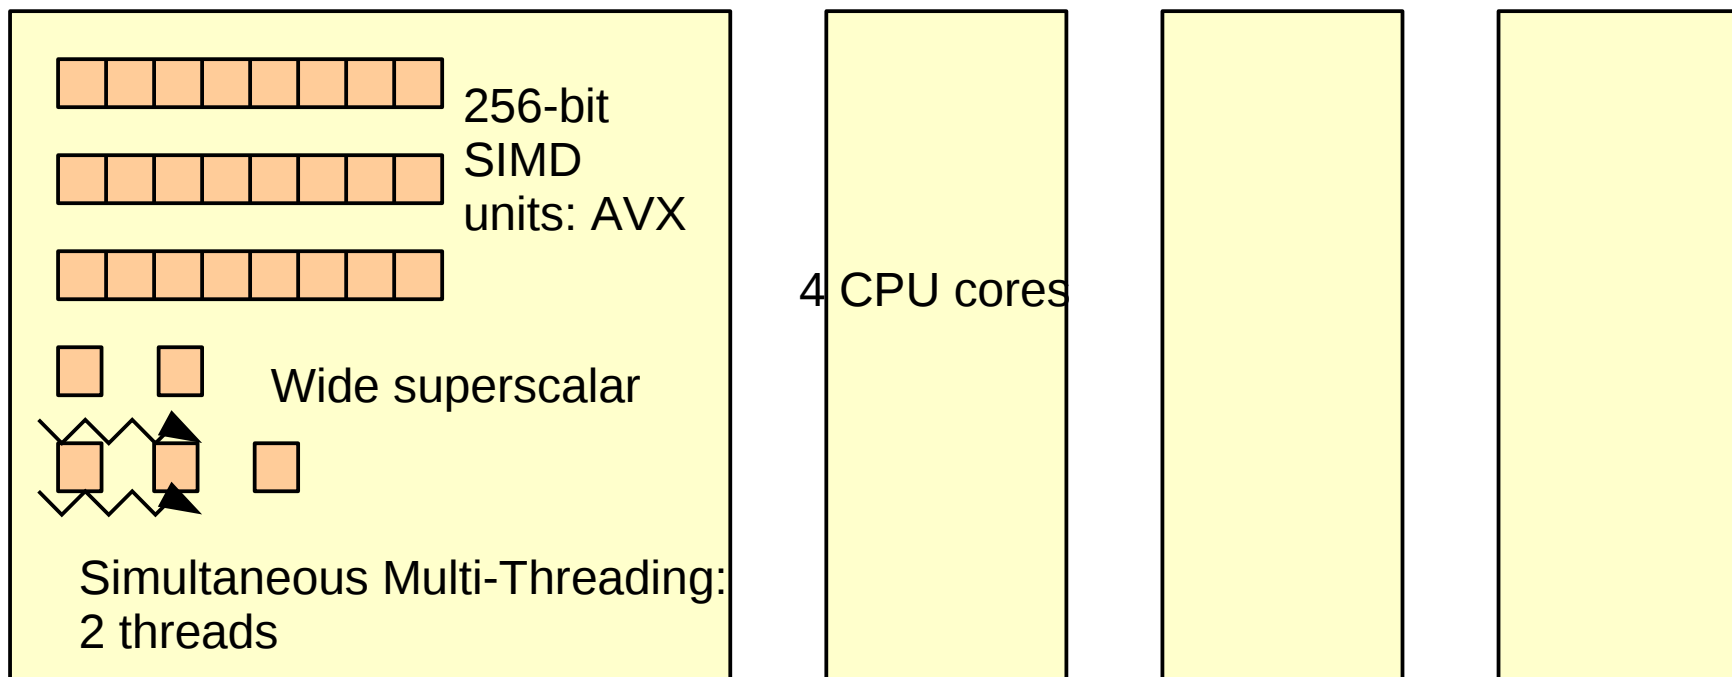 256-bit
SIMD
units: AVX
4 CPU cores
Wide superscalar
Simultaneous Multi-Threading:
2 threads